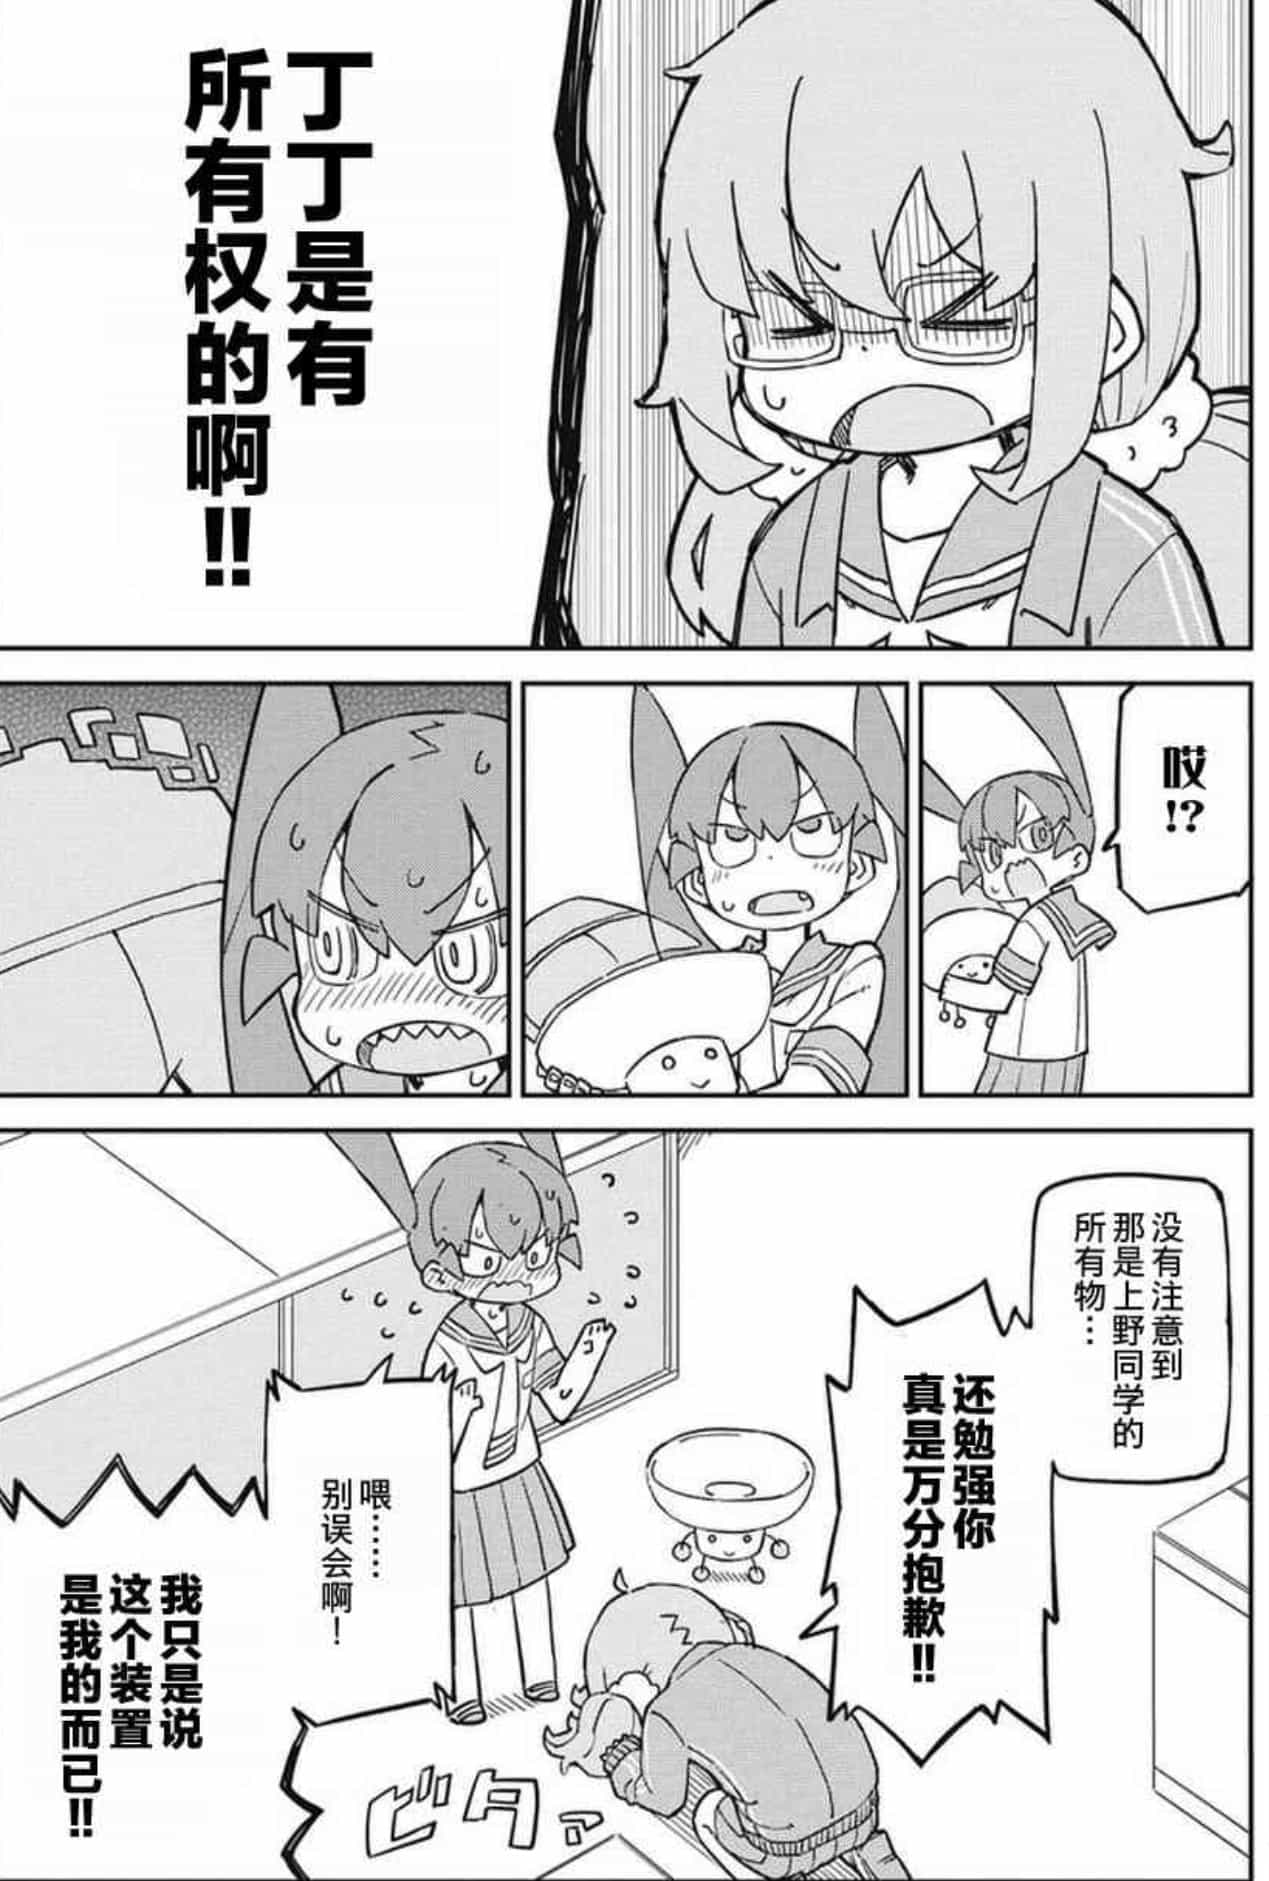 丁丁是有
所有权的啊!!
哎!?
没有注意到
那是上野同学的
所有物…
还勉强你
真是万分抱歉!!
喂……
别误会啊!
我只是说
这个装置
是我的而已!!
ビタァ